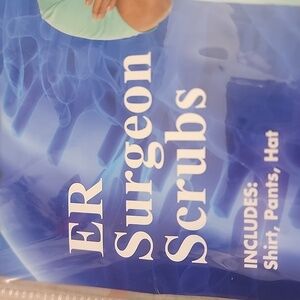 ER
Surgeon
Scrubs
INCLUDES:
Shirt, Pants, Hat